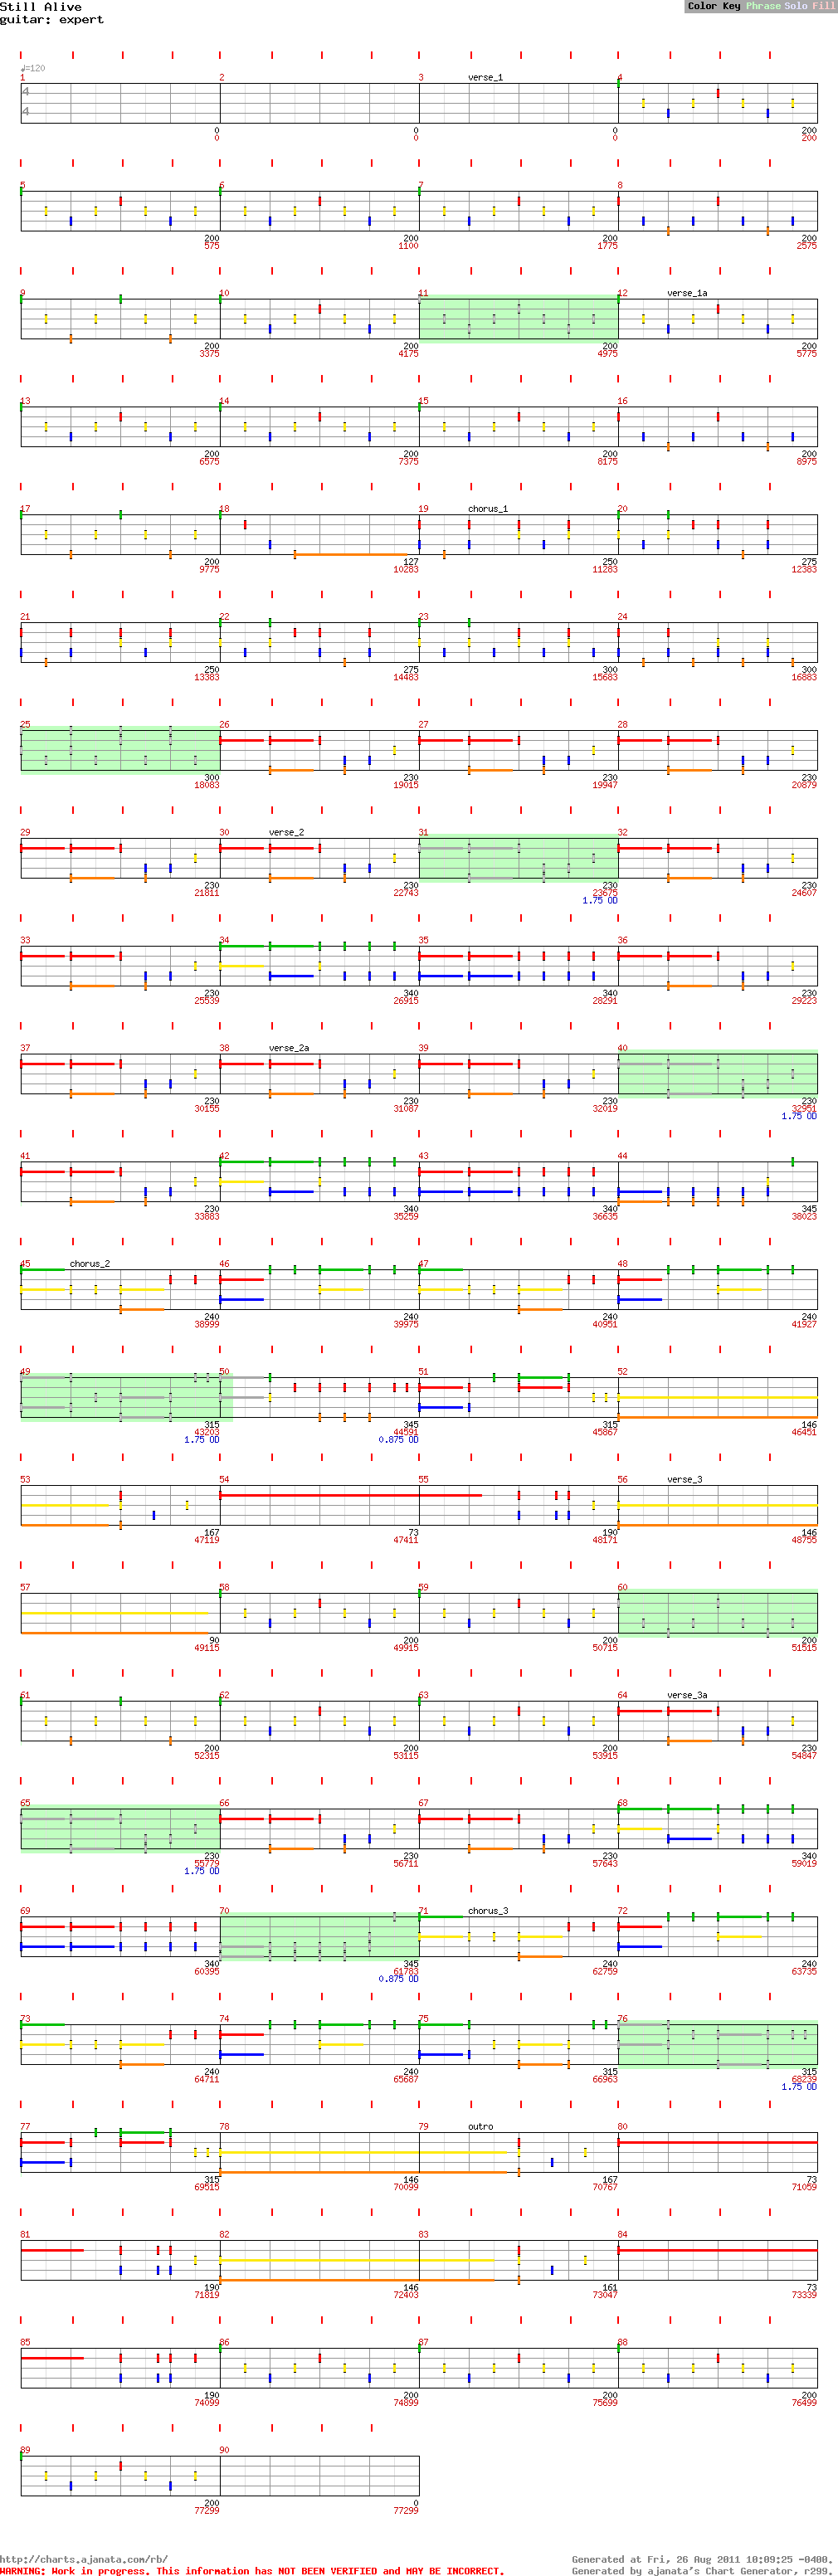 Still Alive
guitar: expert
Color Key Phrase Solo Fill
♩=120
1 2 3 verse_1 4
4
4
0 0 0 200
0 0 0 200
5 6 7 8
200 200 200 200
575 1100 1775 2575
9 10 11 12 verse_1a
200 200 200 200
3375 4175 4975 5775
13 14 15 16
200 200 200 200
6575 7375 8175 8975
17 18 19 chorus_1 20
200 127 250 275
9775 10283 11283 12383
21 22 23 24
250 275 300 300
13383 14483 15683 16883
25 26 27 28
300 230 230 230
18083 19015 19947 20879
29 30 verse_2 31 32
230 230 230 230
21811 22743 23675 24607
1.75 OD
33 34 35 36
230 340 340 230
25539 26915 28291 29223
37 38 verse_2a 39 40
230 230 230 230
30155 31087 32019 32951
1.75 OD
41 42 43 44
230 340 340 345
33883 35259 36635 38023
45 chorus_2 46 47 48
240 240 240 240
38999 39975 40951 41927
49 50 51 52
315 345 315 146
43203 44591 45867 46451
1.75 OD 0.875 OD
53 54 55 56 verse_3
167 73 190 146
47119 47411 48171 48755
57 58 59 60
90 200 200 200
49115 49915 50715 51515
61 62 63 64 verse_3a
200 200 200 230
52315 53115 53915 54847
65 66 67 68
230 230 230 340
55779 56711 57643 59019
1.75 OD
69 70 71 chorus_3 72
340 345 240 240
60395 61783 62759 63735
0.875 OD
73 74 75 76
240 240 315 315
64711 65687 66963 68239
1.75 OD
77 78 79 outro 80
315 146 167 73
69515 70099 70767 71059
81 82 83 84
190 146 161 73
71819 72403 73047 73339
85 86 87 88
190 200 200 200
74099 74899 75699 76499
89 90
200 0
77299 77299
http://charts.ajanata.com/rb/ Generated at Fri, 26 Aug 2011 10:09:25 -0400.
WARNING: Work in progress. This information has NOT BEEN VERIFIED and MAY BE INCORRECT. Generated by ajanata's Chart Generator, r299.